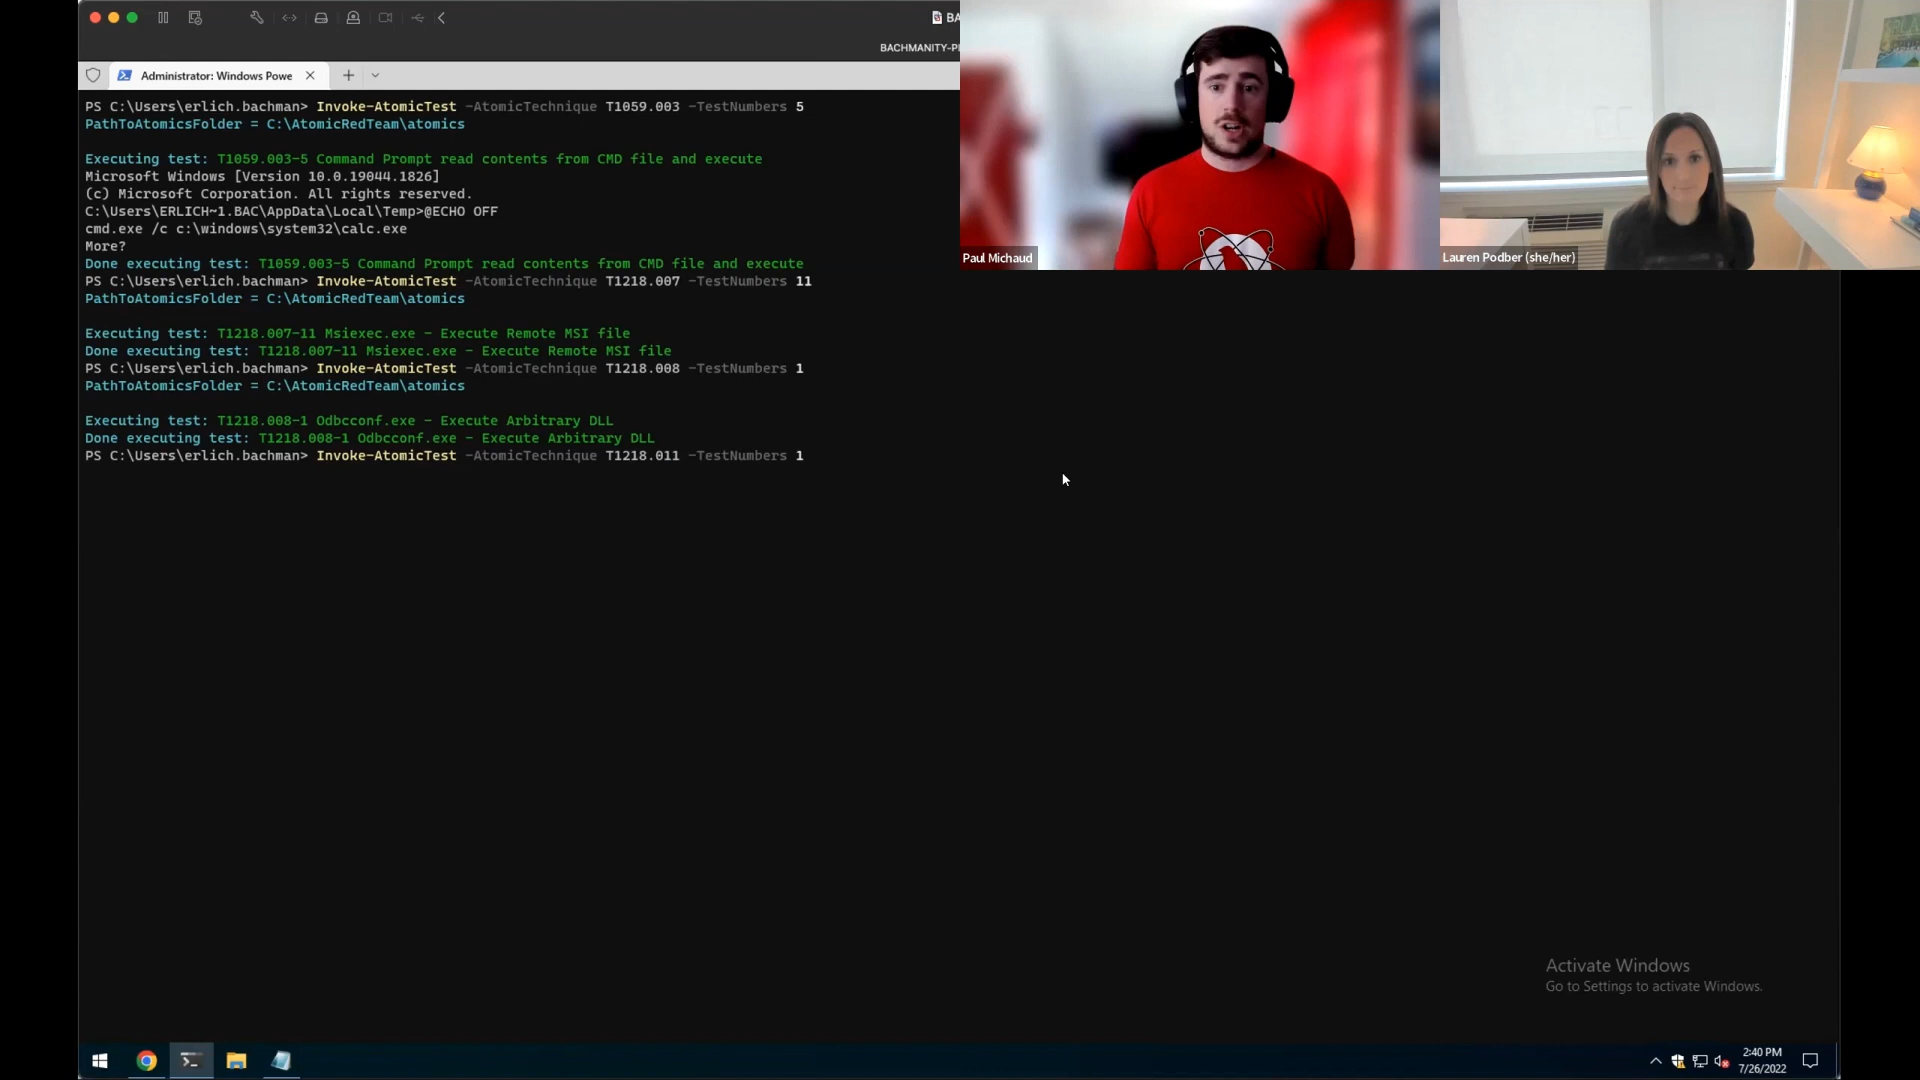 BA
BACHMANITY-P
Administrator: Windows Powe
PS C:\Users\erlich.bachman> Invoke-AtomicTest -AtomicTechnique T1059.003 -TestNumbers 5
PathToAtomicsFolder = C:\AtomicRedTeam\atomics
Executing test: T1059.003-5 Command Prompt read contents from CMD file and execute
Microsoft Windows [Version 10.0.19044.1826]
(c) Microsoft Corporation. All rights reserved.
C:\Users\ERLICH~1.BAC\AppData\Local\Temp>@ECHO OFF
cmd.exe /c c:\windows\system32\calc.exe
More?
Done executing test: T1059.003-5 Command Prompt read contents from CMD file and execute
PS C:\Users\erlich.bachman> Invoke-AtomicTest -AtomicTechnique T1218.007 -TestNumbers 11
PathToAtomicsFolder = C:\AtomicRedTeam\atomics
Executing test: T1218.007-11 Msiexec.exe - Execute Remote MSI file
Done executing test: T1218.007-11 Msiexec.exe - Execute Remote MSI file
PS C:\Users\erlich.bachman> Invoke-AtomicTest -AtomicTechnique T1218.008 -TestNumbers 1
PathToAtomicsFolder = C:\AtomicRedTeam\atomics
Executing test: T1218.008-1 Odbcconf.exe - Execute Arbitrary DLL
Done executing test: T1218.008-1 Odbcconf.exe - Execute Arbitrary DLL
PS C:\Users\erlich.bachman> Invoke-AtomicTest -AtomicTechnique T1218.011 -TestNumbers 1
Paul Michaud
Lauren Podber (she/her)
Activate Windows
Go to Settings to activate Windows.
2:40 PM
7/26/2022